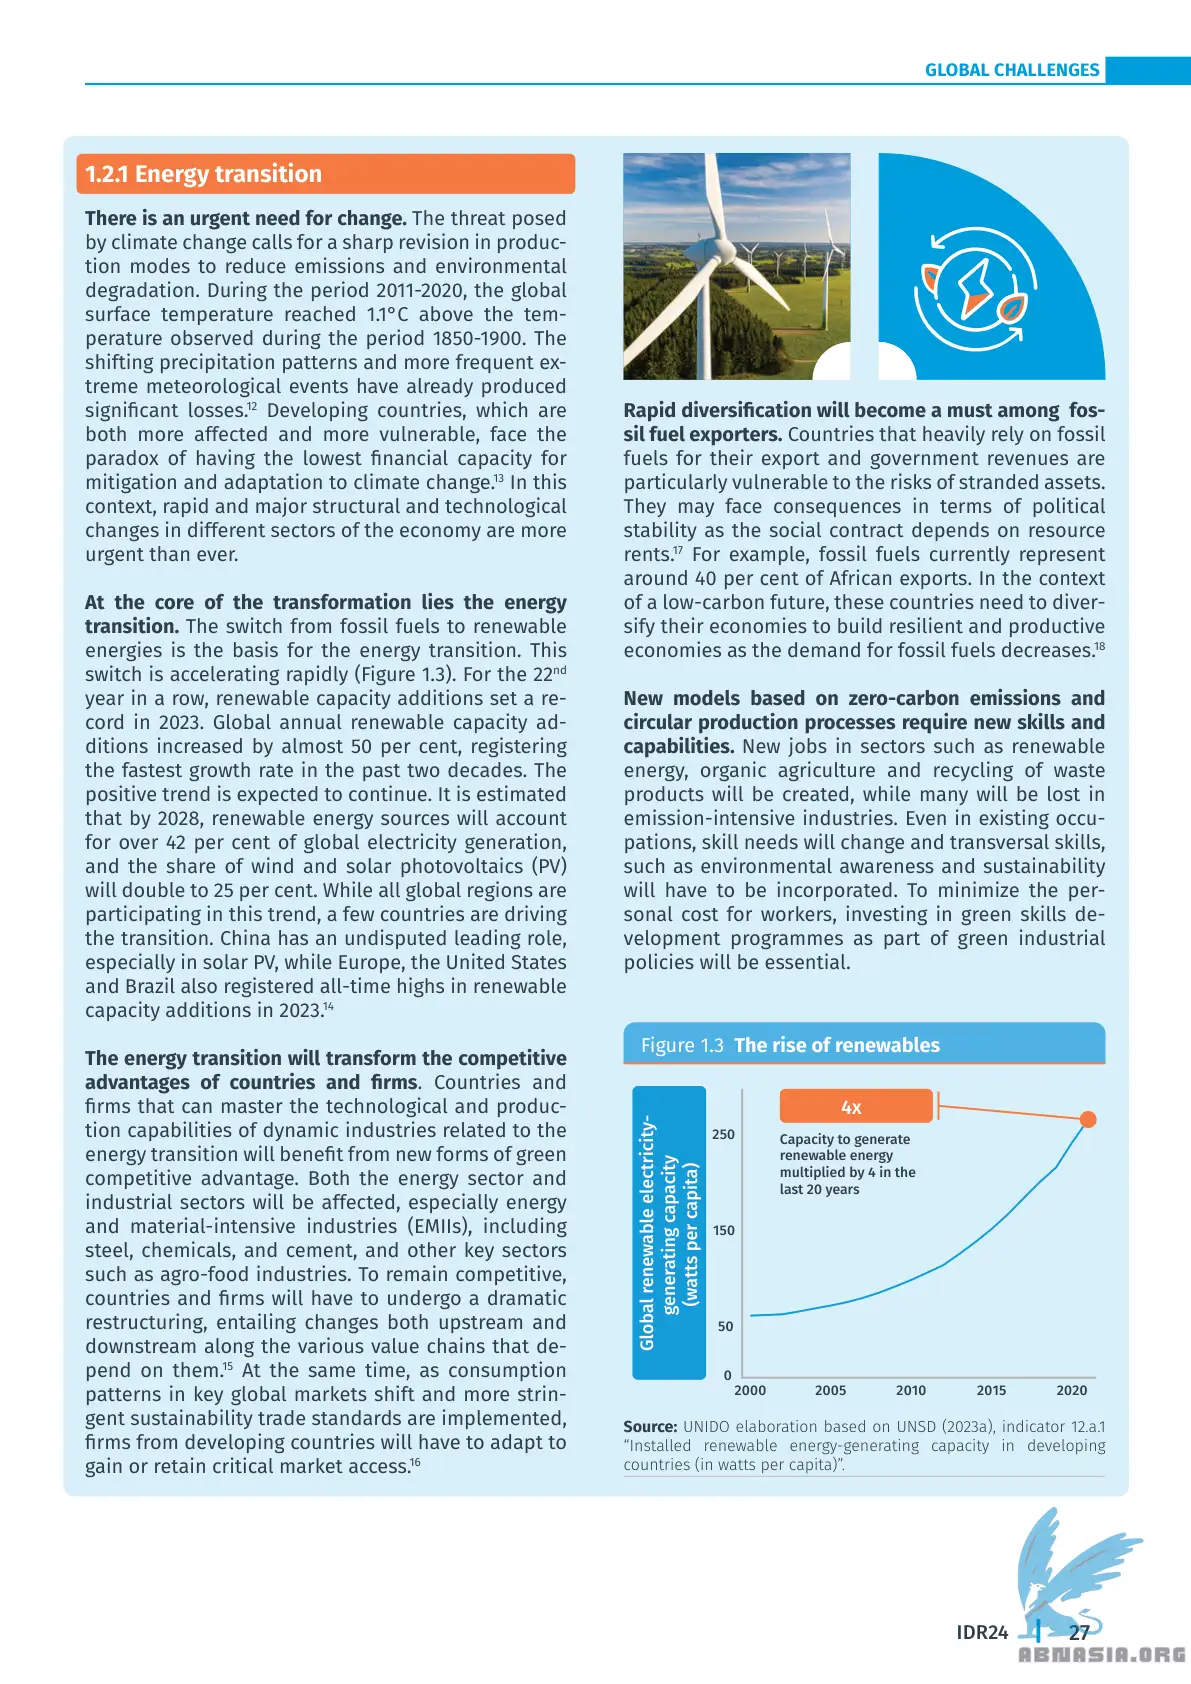 GLOBAL CHALLENGES
1.2.1 Energy transition
There is an urgent need for change. The threat posed
by climate change calls for a sharp revision in produc-
tion modes to reduce emissions and environmental
degradation. During the period 2011-2020, the global
surface temperature reached 1.1°C above the tem-
perature observed during the period 1850-1900. The
shifting precipitation patterns and more frequent ex-
treme meteorological events have already produced
significant losses.12 Developing countries, which are
both more affected and more vulnerable, face the
paradox of having the lowest financial capacity for
mitigation and adaptation to climate change.13 In this
context, rapid and major structural and technological
changes in different sectors of the economy are more
urgent than ever.
At the core of the transformation lies the energy
transition. The switch from fossil fuels to renewable
energies is the basis for the energy transition. This
switch is accelerating rapidly (Figure 1.3). For the 22nd
year in a row, renewable capacity additions set a re-
cord in 2023. Global annual renewable capacity ad-
ditions increased by almost 50 per cent, registering
the fastest growth rate in the past two decades. The
positive trend is expected to continue. It is estimated
that by 2028, renewable energy sources will account
for over 42 per cent of global electricity generation,
and the share of wind and solar photovoltaics (PV)
will double to 25 per cent. While all global regions are
participating in this trend, a few countries are driving
the transition. China has an undisputed leading role,
especially in solar PV, while Europe, the United States
and Brazil also registered all-time highs in renewable
capacity additions in 2023.14
The energy transition will transform the competitive
advantages of countries and firms. Countries and
firms that can master the technological and produc-
tion capabilities of dynamic industries related to the
energy transition will benefit from new forms of green
competitive advantage. Both the energy sector and
industrial sectors will be affected, especially energy
and material-intensive industries (EMIIs), including
steel, chemicals, and cement, and other key sectors
such as agro-food industries. To remain competitive,
countries and firms will have to undergo a dramatic
restructuring, entailing changes both upstream and
downstream along the various value chains that de-
pend on them.15 At the same time, as consumption
patterns in key global markets shift and more strin-
gent sustainability trade standards are implemented,
firms from developing countries will have to adapt to
gain or retain critical market access.16
Rapid diversification will become a must among fos-
sil fuel exporters. Countries that heavily rely on fossil
fuels for their export and government revenues are
particularly vulnerable to the risks of stranded assets.
They may face consequences in terms of political
stability as the social contract depends on resource
rents.17 For example, fossil fuels currently represent
around 40 per cent of African exports. In the context
of a low-carbon future, these countries need to diver-
sify their economies to build resilient and productive
economies as the demand for fossil fuels decreases.18
New models based on zero-carbon emissions and
circular production processes require new skills and
capabilities. New jobs in sectors such as renewable
energy, organic agriculture and recycling of waste
products will be created, while many will be lost in
emission-intensive industries. Even in existing occu-
pations, skill needs will change and transversal skills,
such as environmental awareness and sustainability
will have to be incorporated. To minimize the per-
sonal cost for workers, investing in green skills de-
velopment programmes as part of green industrial
policies will be essential.
Figure 1.3 The rise of renewables
Global renewable electricity-
generating capacity
(watts per capita)
250
150
50
0
4x
Capacity to generate
renewable energy
multiplied by 4 in the
last 20 years
2000 2005 2010 2015 2020
Source: UNIDO elaboration based on UNSD (2023a), indicator 12.a.1
“Installed renewable energy-generating capacity in developing
countries (in watts per capita)”.
IDR24 27
ABNASIA.ORG